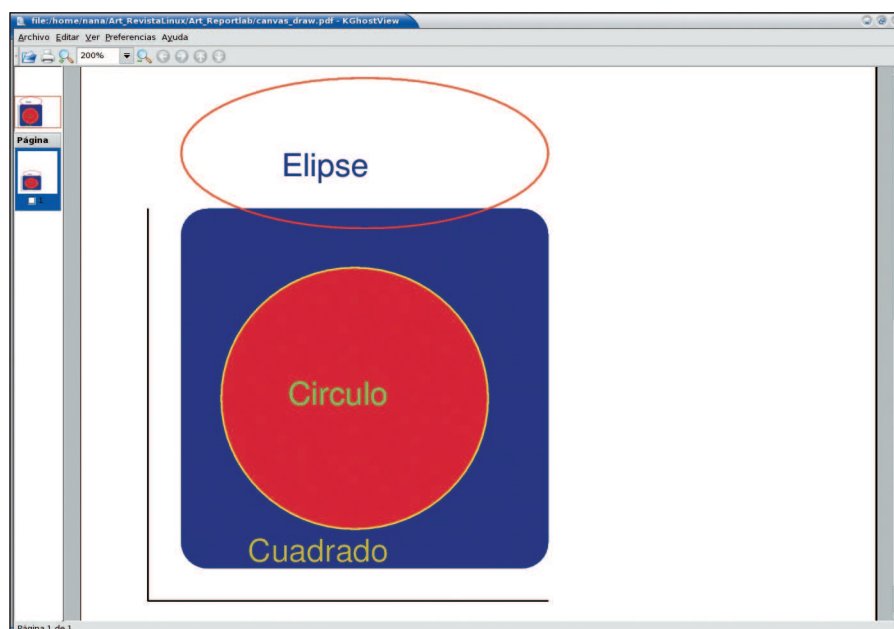 file:/home/nana/Art_RevistaLinux/Art_Reportlab/canvas_draw.pdf - KGhostView
Archivo Editar Ver Preferencias Ayuda
200%
Página
1
Elipse
Circulo
Cuadrado
Página 1 de 1